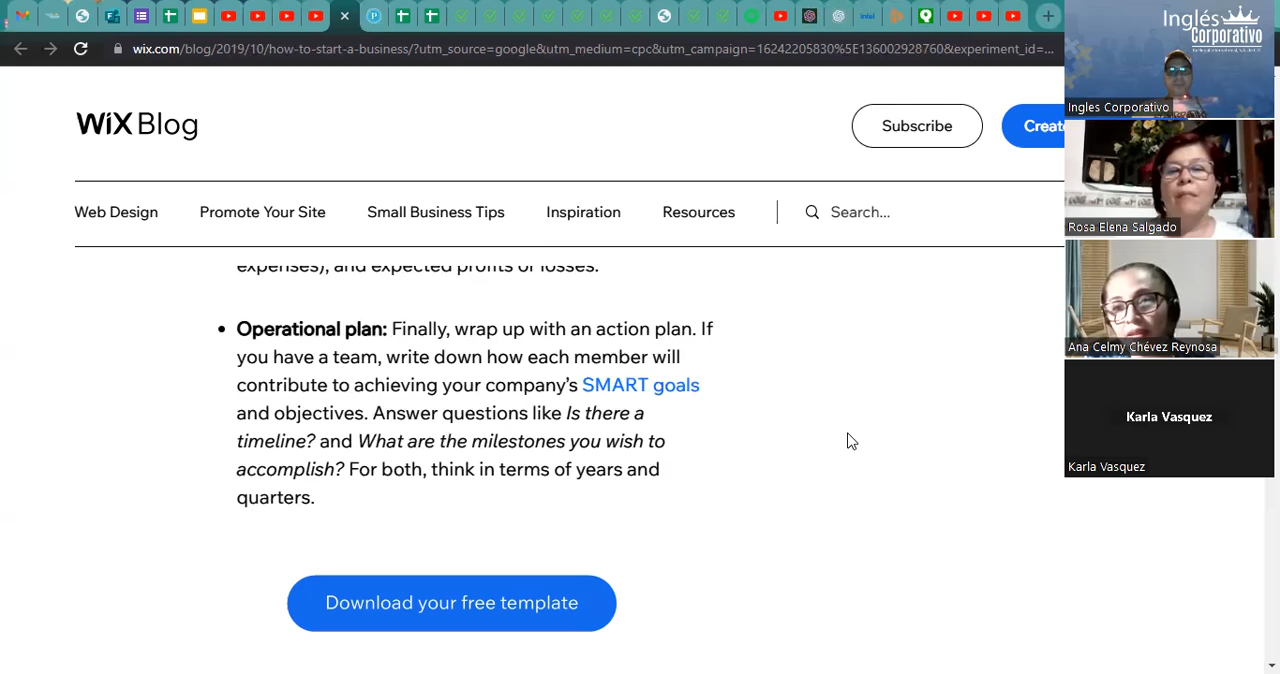 wix.com/blog/2019/10/how-to-start-a-business/?utm_source=google&utm_medium=cpc&utm_campaign=16242205830%5E136002928760&experiment_id=...
WiX Blog
Subscribe
Create
Web Design
Promote Your Site
Small Business Tips
Inspiration
Resources
Search...
expenses), and expected profits or losses.
• Operational plan: Finally, wrap up with an action plan. If
you have a team, write down how each member will
contribute to achieving your company's SMART goals
and objectives. Answer questions like Is there a
timeline? and What are the milestones you wish to
accomplish? For both, think in terms of years and
quarters.
Download your free template
Inglés
Corporativo
Ingles Corporativo
Rosa Elena Salgado
Ana Celmy Chévez Reynosa
Karla Vasquez
Karla Vasquez